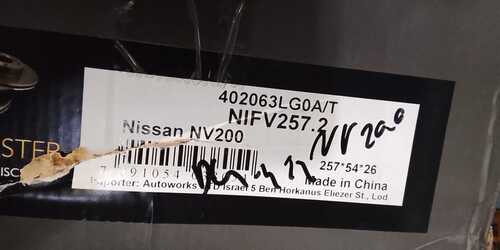 402063LG0A/T
NIFV257.2
Nissan NV200
NV200
257*54*26
Made in China
Importer: Autoworks Israel 5 Ben Horkanus Eliezer St., Lod
STER